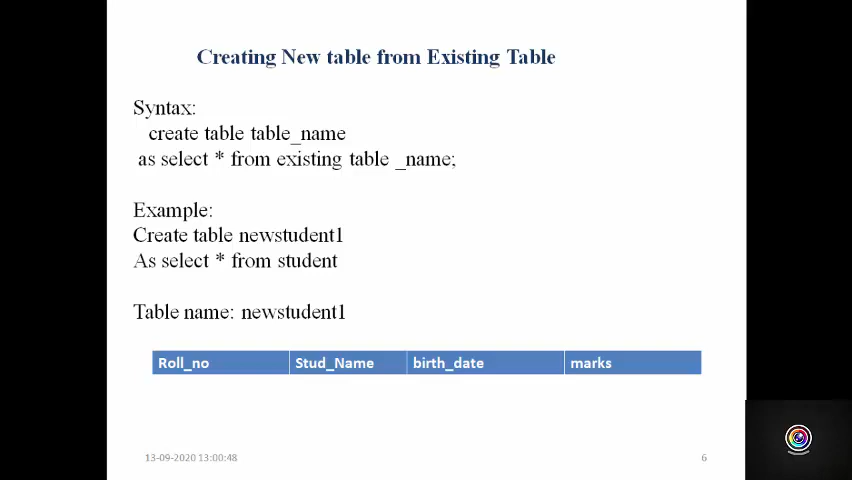 Creating New table from Existing Table
Syntax:
create table table_name
as select * from existing table _name;
Example:
Create table newstudent1
As select * from student
Table name: newstudent1
Roll_no Stud_Name birth_date marks
13-09-2020 13:00:48 6